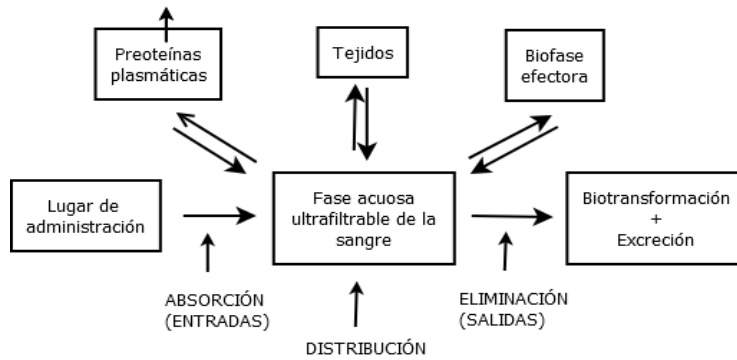 Preoteínas
plasmáticas
Tejidos
Biofase
efectora
Lugar de
administración
Fase acuosa
ultrafiltrable de la
sangre
Biotransformación
+
Excreción
ABSORCIÓN
(ENTRADAS)
DISTRIBUCIÓN
ELIMINACIÓN
(SALIDAS)